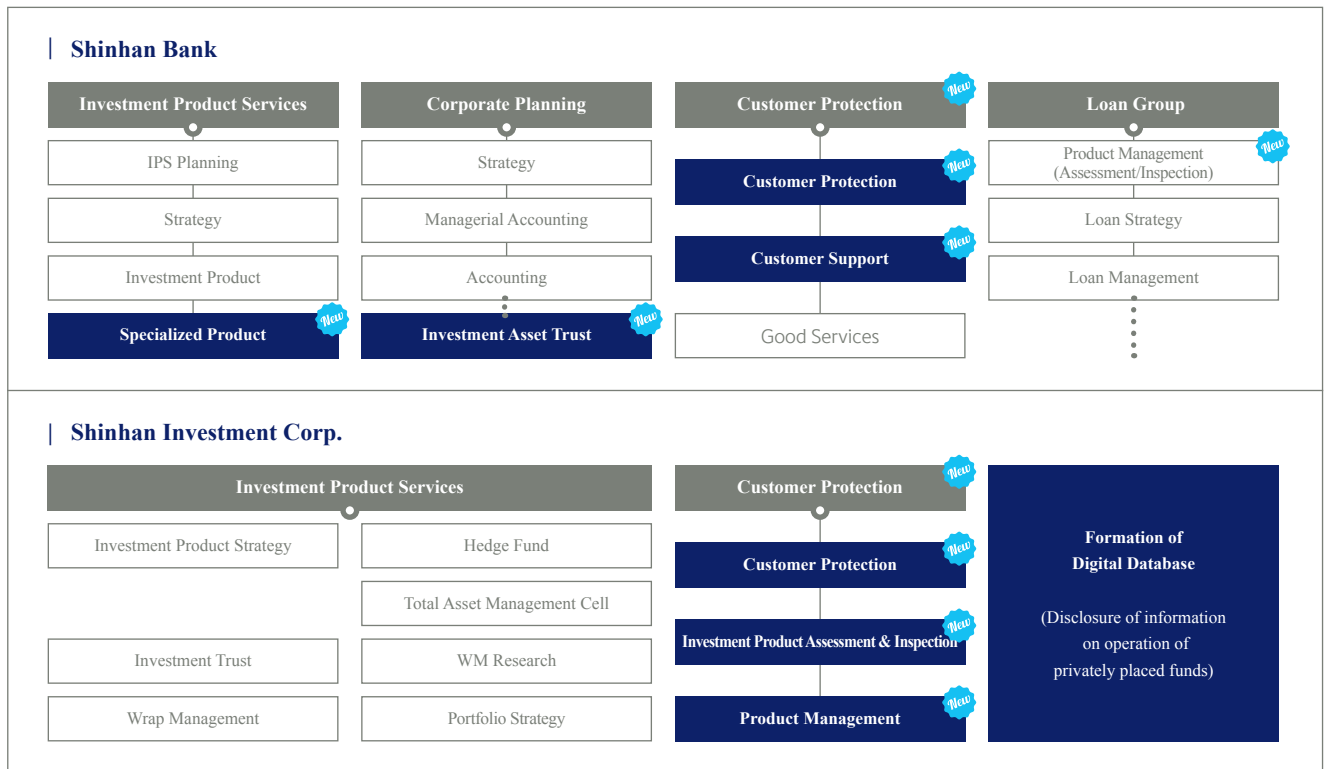 Shinhan Bank
Investment Product Services
IPS Planning
Strategy
Investment Product
Specialized Product
New
Corporate Planning
Strategy
Managerial Accounting
Accounting
Investment Asset Trust
New
Customer Protection
New
Customer Protection
New
Customer Support
New
Good Services
Loan Group
Product Management
(Assessment/Inspection)
New
Loan Strategy
Loan Management
Shinhan Investment Corp.
Investment Product Services
Investment Product Strategy
Hedge Fund
Total Asset Management Cell
Investment Trust
WM Research
Wrap Management
Portfolio Strategy
Customer Protection
New
Customer Protection
New
Investment Product Assessment & Inspection
New
Product Management
New
Formation of
Digital Database
(Disclosure of information
on operation of
privately placed funds)